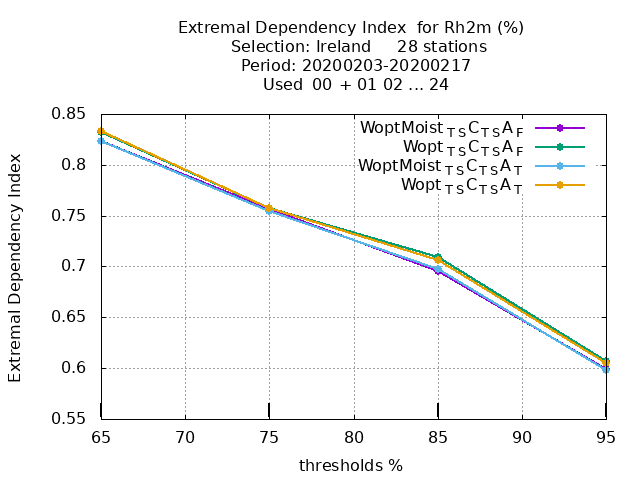 Extremal Dependency Index  for Rh2m (%)
Selection: Ireland     28 stations
Period: 20200203-20200217
Used  00  + 01 02 ... 24
WoptMoist TS C TS A F
Wopt TS C TS A F
WoptMoist TS C TS A T
Wopt TS C TS A T
Extremal Dependency Index
0.85
0.8
0.75
0.7
0.65
0.6
0.55
65 70 75 80 85 90 95
thresholds %